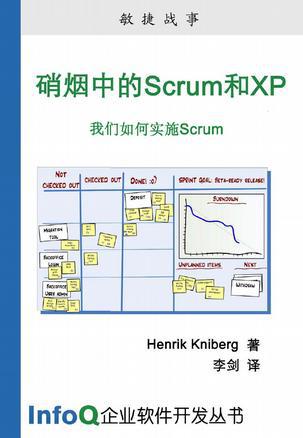 敏捷战事
硝烟中的Scrum和XP
我们如何实施Scrum
NOT CHECKED OUT
CHECKED OUT
DONE! :o)
SPRINT GOAL: BETA-READY RELEASE!
BURNDOWN
DEPOSIT
MIGRATION TOOL
BACKOFFICE LOGIN
BACKOFFICE USER ADMIN
UNPLANNED ITEMS
NEXT
WITHDRAW
Henrik Kniberg 著
李剑 译
InfoQ企业软件开发丛书